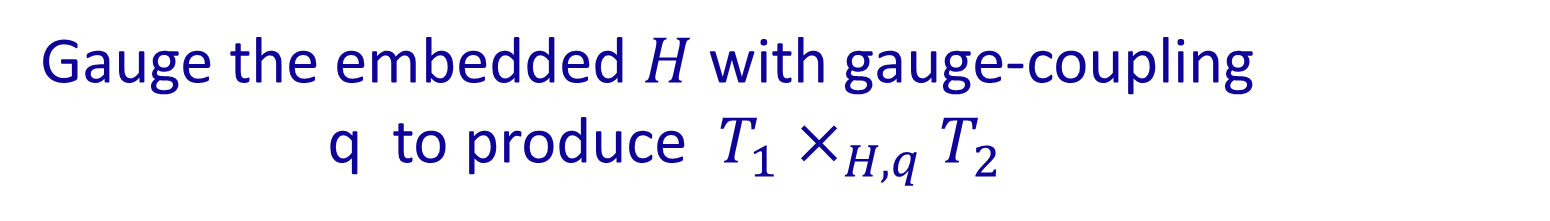 Gauge the embedded H with gauge-coupling
q to produce T₁ ×_{H,q} T₂